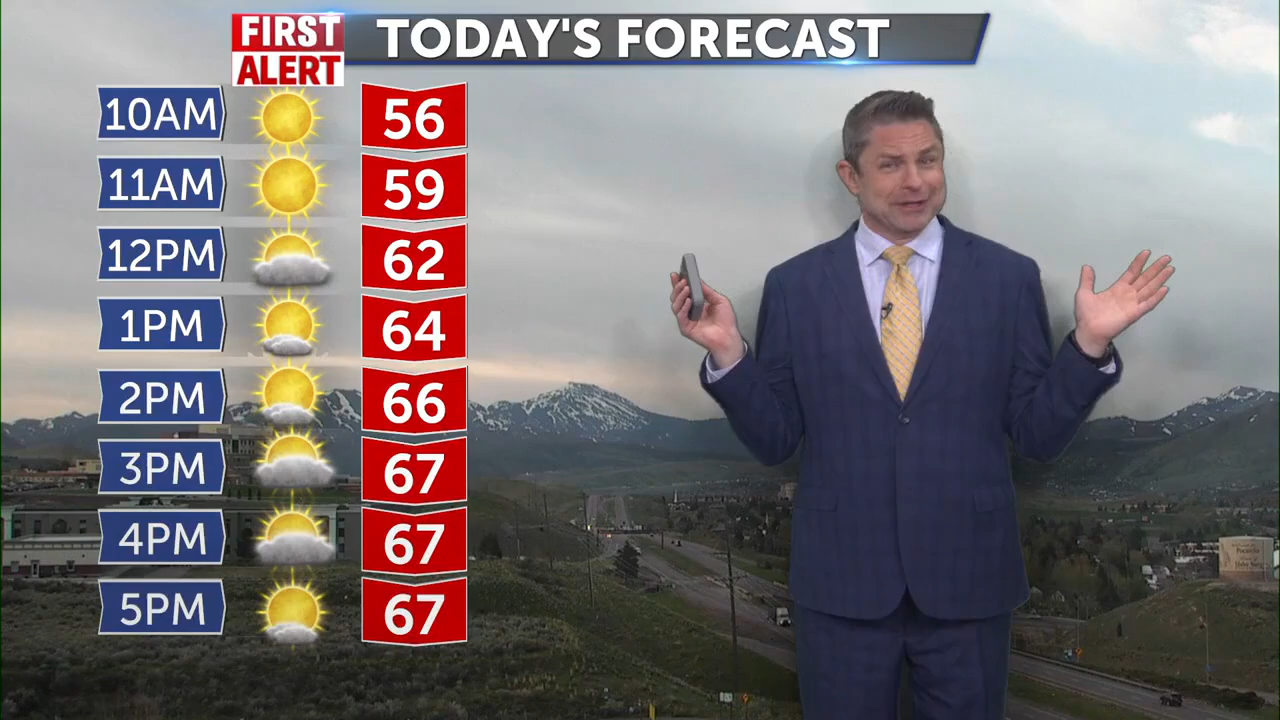 FIRST
ALERT
TODAY'S FORECAST
10AM 56
11AM 59
12PM 62
1PM 64
2PM 66
3PM 67
4PM 67
5PM 67